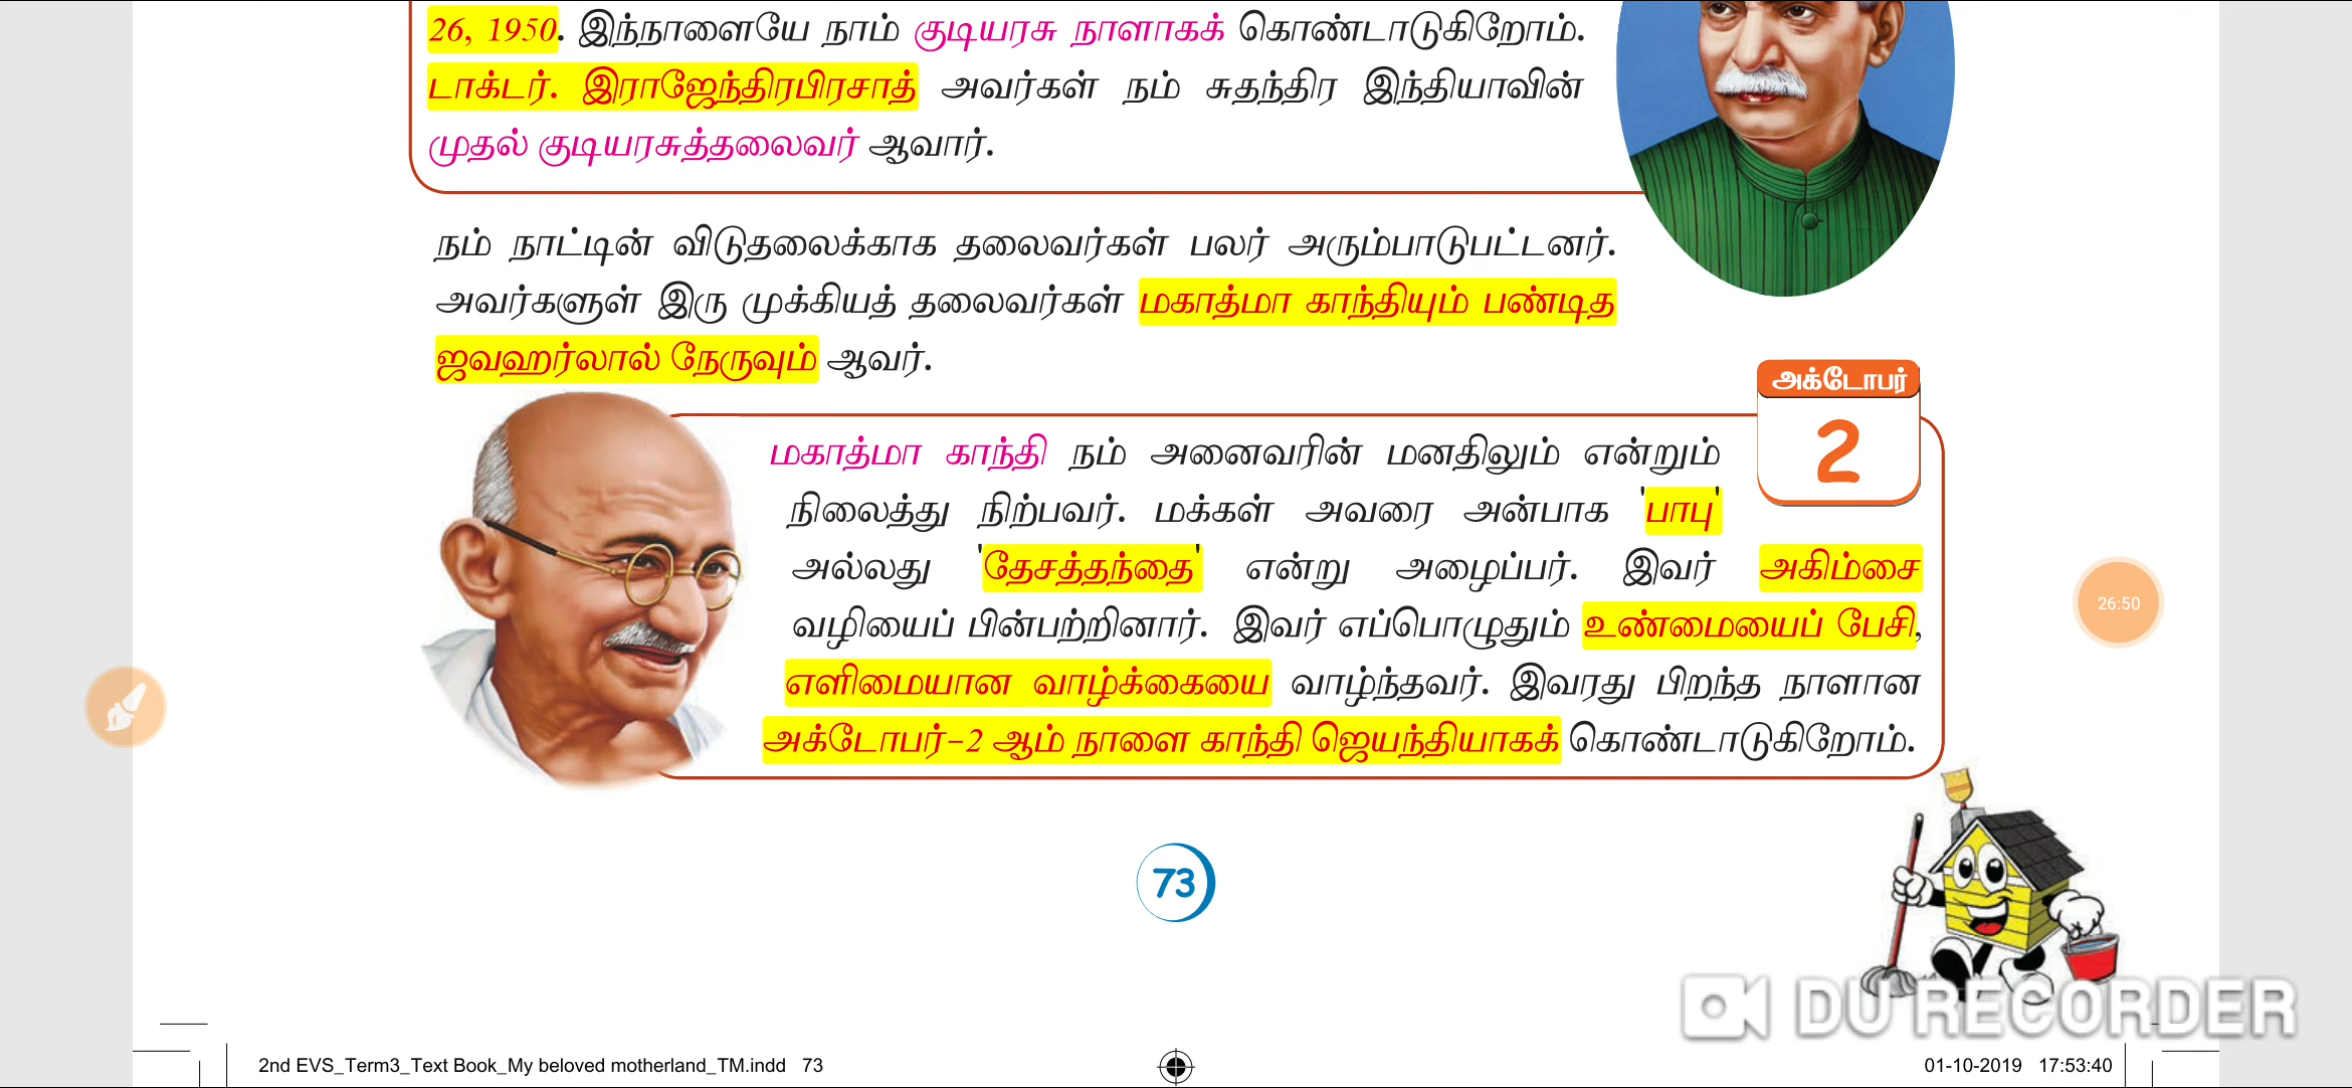 26, 1950. இந்நாளையே நாம் குடியரசு நாளாகக் கொண்டாடுகிறோம்.
டாக்டர். இராஜேந்திரபிரசாத் அவர்கள் நம் சுதந்திர இந்தியாவின்
முதல் குடியரசுத்தலைவர் ஆவார்.
நம் நாட்டின் விடுதலைக்காக தலைவர்கள் பலர் அரும்பாடுபட்டனர்.
அவர்களுள் இரு முக்கியத் தலைவர்கள் மகாத்மா காந்தியும் பண்டித
ஜவஹர்லால் நேருவும் ஆவர்.
அக்டோபர்
2
மகாத்மா காந்தி நம் அனைவரின் மனதிலும் என்றும்
நிலைத்து நிற்பவர். மக்கள் அவரை அன்பாக 'பாபு'
அல்லது 'தேசத்தந்தை' என்று அழைப்பர். இவர் அகிம்சை
வழியைப் பின்பற்றினார். இவர் எப்பொழுதும் உண்மையைப் பேசி,
எளிமையான வாழ்க்கையை வாழ்ந்தவர். இவரது பிறந்த நாளான
அக்டோபர்-2 ஆம் நாளை காந்தி ஜெயந்தியாகக் கொண்டாடுகிறோம்.
26:50
73
DU RECORDER
2nd EVS_Term3_Text Book_My beloved motherland_TM.indd 73
01-10-2019 17:53:40